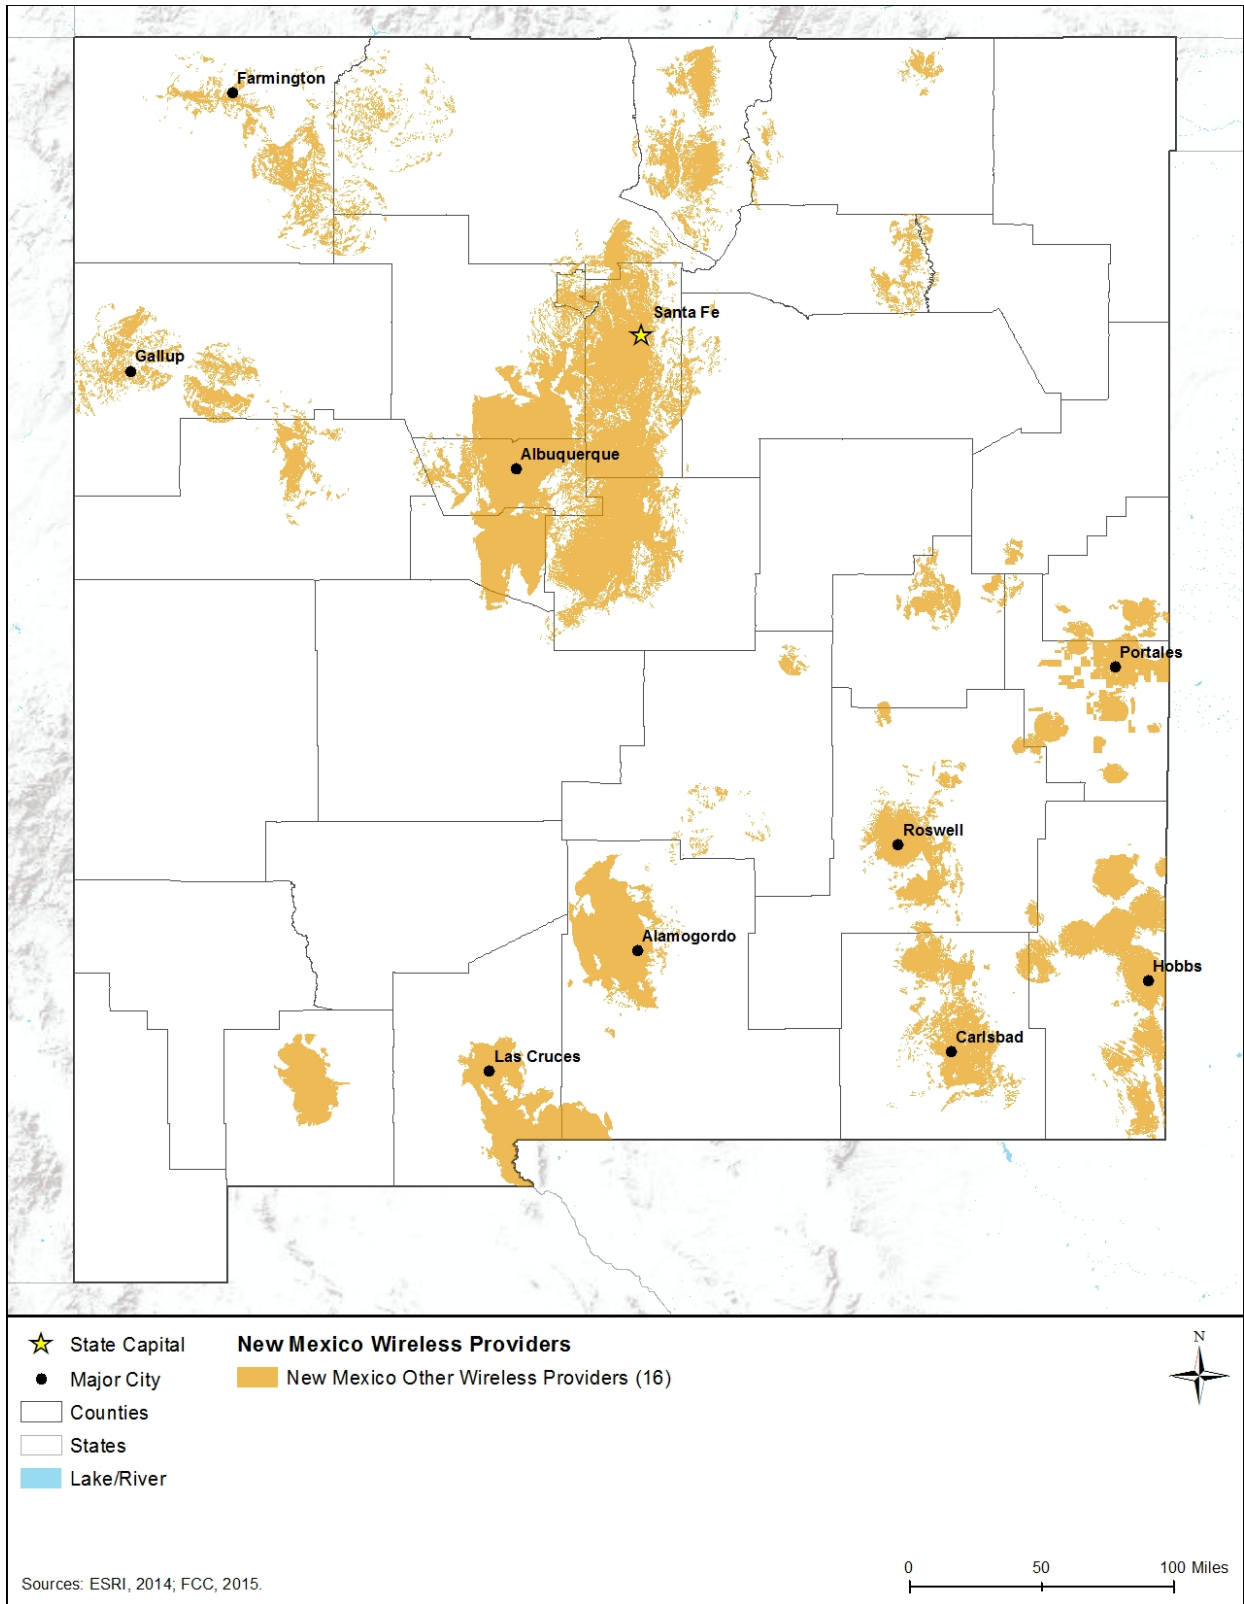 Farmington
Santa Fe
Gallup
Albuquerque
Portales
Roswell
Alamogordo
Hobbs
Carlsbad
Las Cruces
State Capital
Major City
Counties
States
Lake/River
New Mexico Wireless Providers
New Mexico Other Wireless Providers (16)
N
0 50 100 Miles
Sources: ESRI, 2014; FCC, 2015.